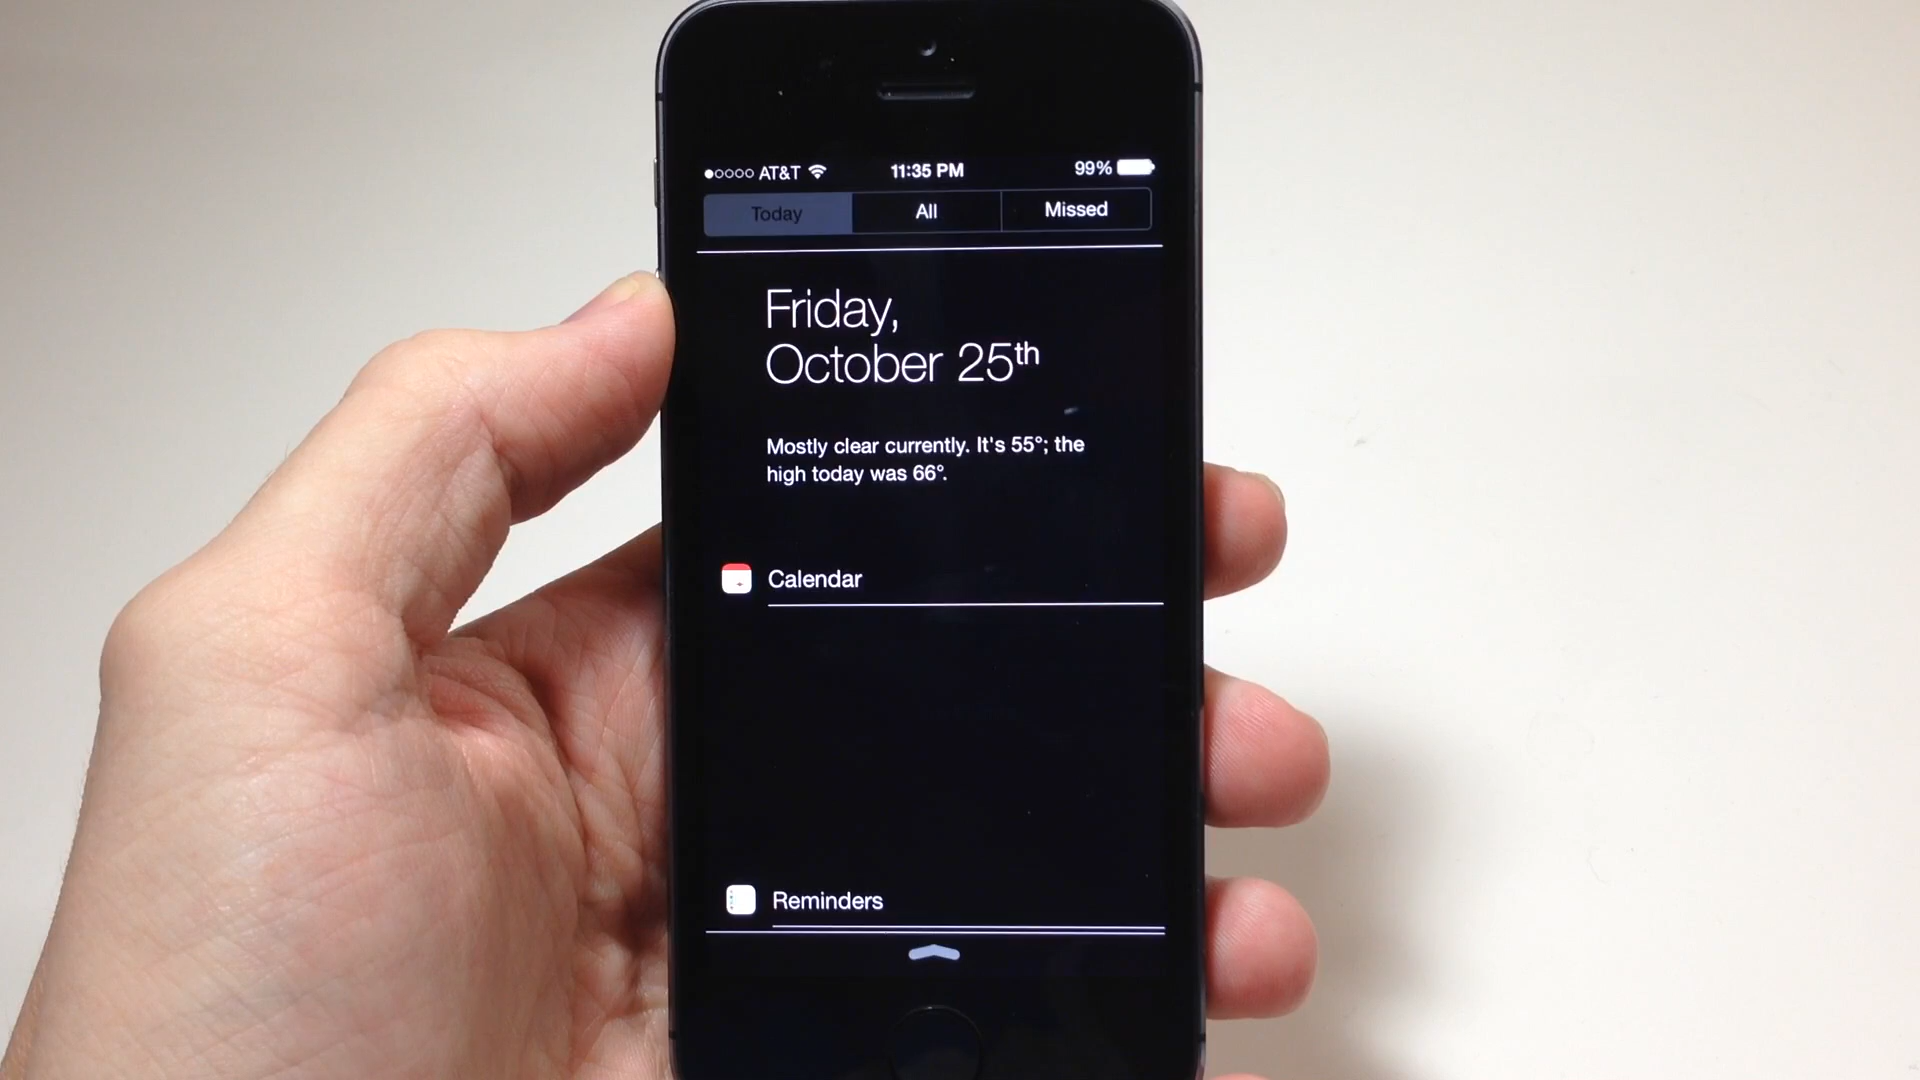 AT&T 11:35 PM 99%
Today All Missed
Friday,
October 25th
Mostly clear currently. It's 55°; the
high today was 66°.
Calendar
Reminders